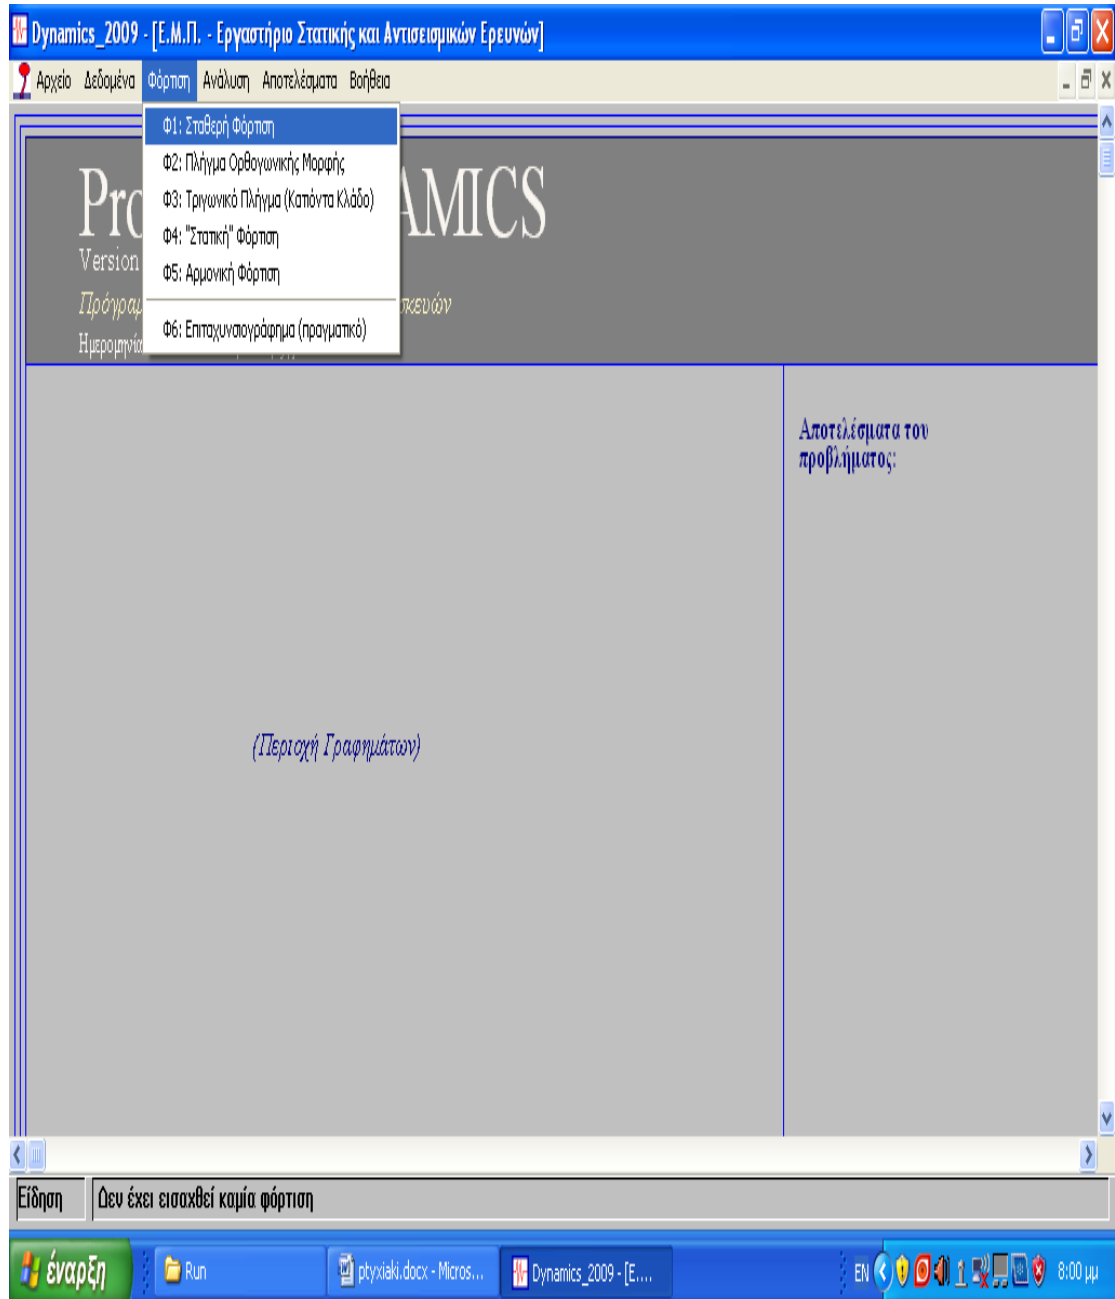 Dynamics_2009 - [Ε.Μ.Π. - Εργαστήριο Στατικής και Αντισεισμικών Ερευνών]
Αρχείο Δεδομένα Φόρτιση Ανάλυση Αποτελέσματα Βοήθεια
Φ1: Σταθερή Φόρτιση
Φ2: Πλήγμα Ορθογωνικής Μορφής
Φ3: Τριγωνικό Πλήγμα (Κατιόντα Κλάδο)
Φ4: "Στατική" Φόρτιση
Φ5: Αρμονική Φόρτιση
Φ6: Επιταχυνσιογράφημα (πραγματικό)
Pro AMICS
Version
Πρόγραμ σκευών
Ημερομηνία
Αποτελέσματα του
προβλήματος:
(Περιοχή Γραφημάτων)
Είδηση Δεν έχει εισαχθεί καμία φόρτιση
έναρξη Run ptyxiaki.docx - Micros... Dynamics_2009 - [Ε.... EN 8:00 μμ